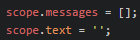 scope.messages = [];
scope.text = '';